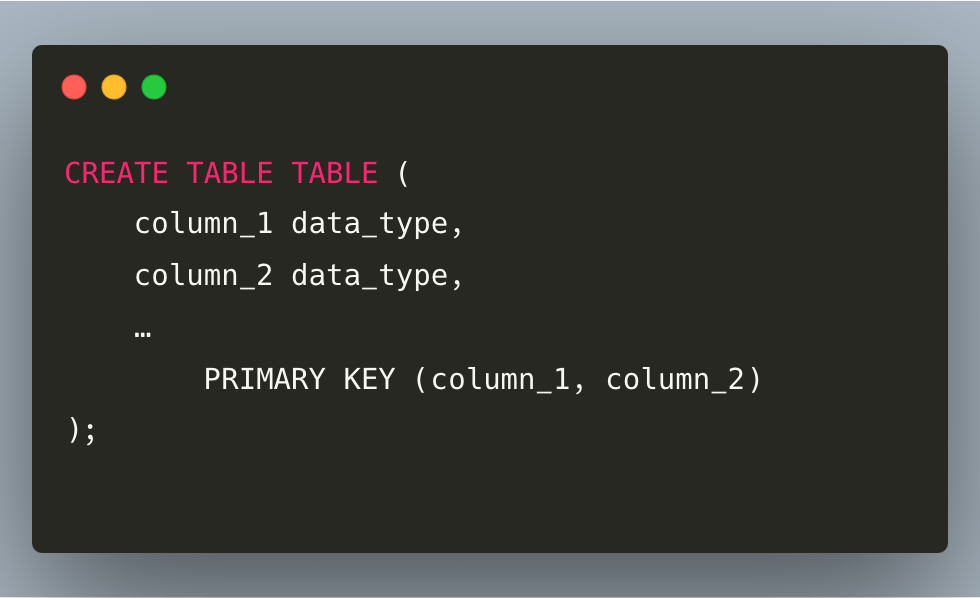 CREATE TABLE TABLE (
    column_1 data_type,
    column_2 data_type,
    …
        PRIMARY KEY (column_1, column_2)
);